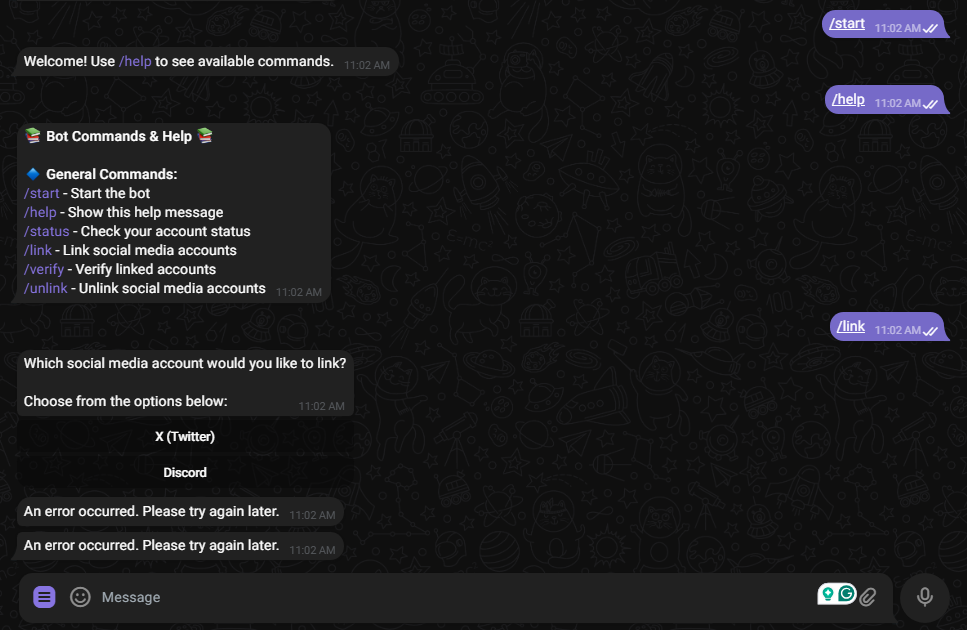 /start 11:02 AM
Welcome! Use /help to see available commands. 11:02 AM
/help 11:02 AM
📚 Bot Commands & Help 📚
🔷 General Commands:
/start - Start the bot
/help - Show this help message
/status - Check your account status
/link - Link social media accounts
/verify - Verify linked accounts
/unlink - Unlink social media accounts 11:02 AM
/link 11:02 AM
Which social media account would you like to link?
Choose from the options below: 11:02 AM
X (Twitter)
Discord
An error occurred. Please try again later. 11:02 AM
An error occurred. Please try again later. 11:02 AM
Message